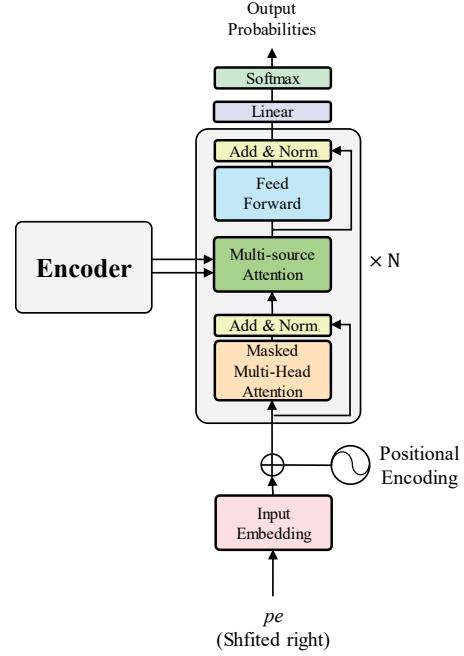 Output
Probabilities
Softmax
Linear
Add & Norm
Feed
Forward
Encoder
Multi-source
Attention
× N
Add & Norm
Masked
Multi-Head
Attention
Positional
Encoding
Input
Embedding
pe
(Shfited right)